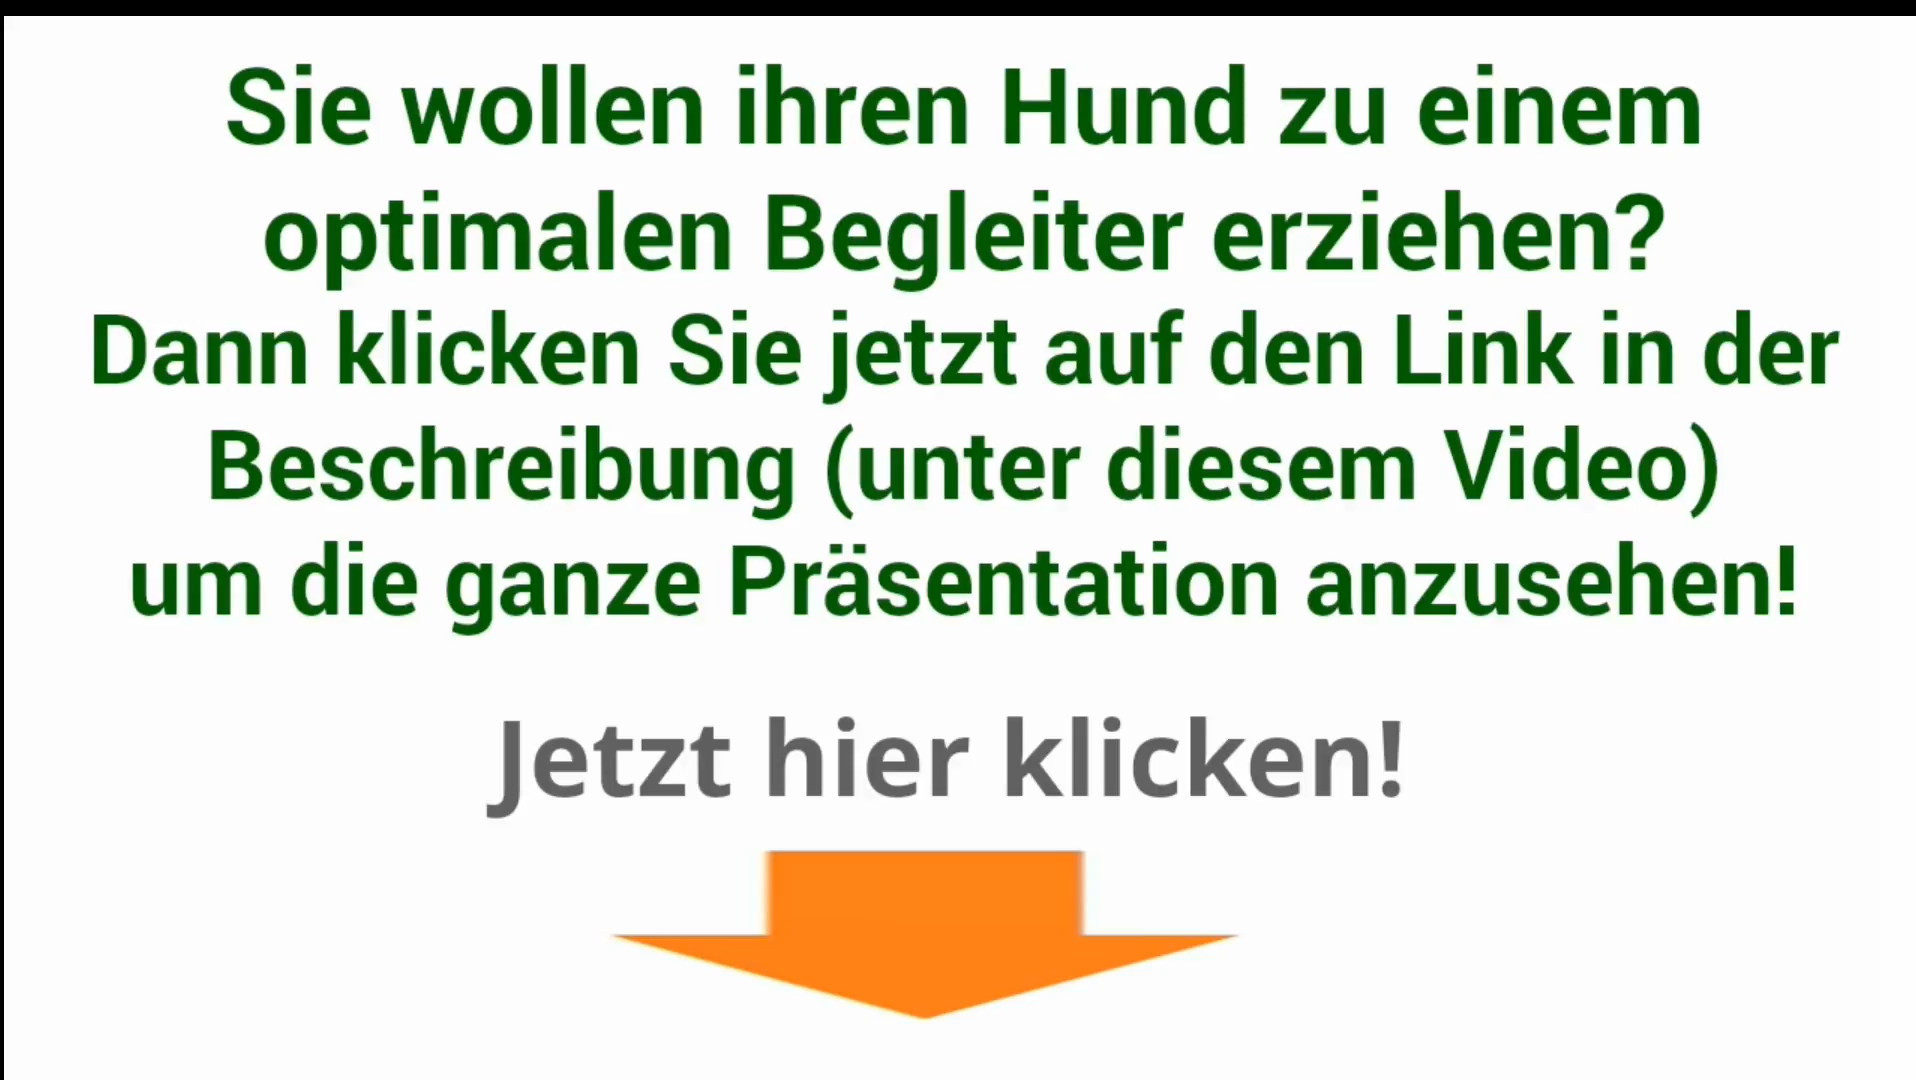 Sie wollen ihren Hund zu einem
optimalen Begleiter erziehen?
Dann klicken Sie jetzt auf den Link in der
Beschreibung (unter diesem Video)
um die ganze Präsentation anzusehen!
Jetzt hier klicken!